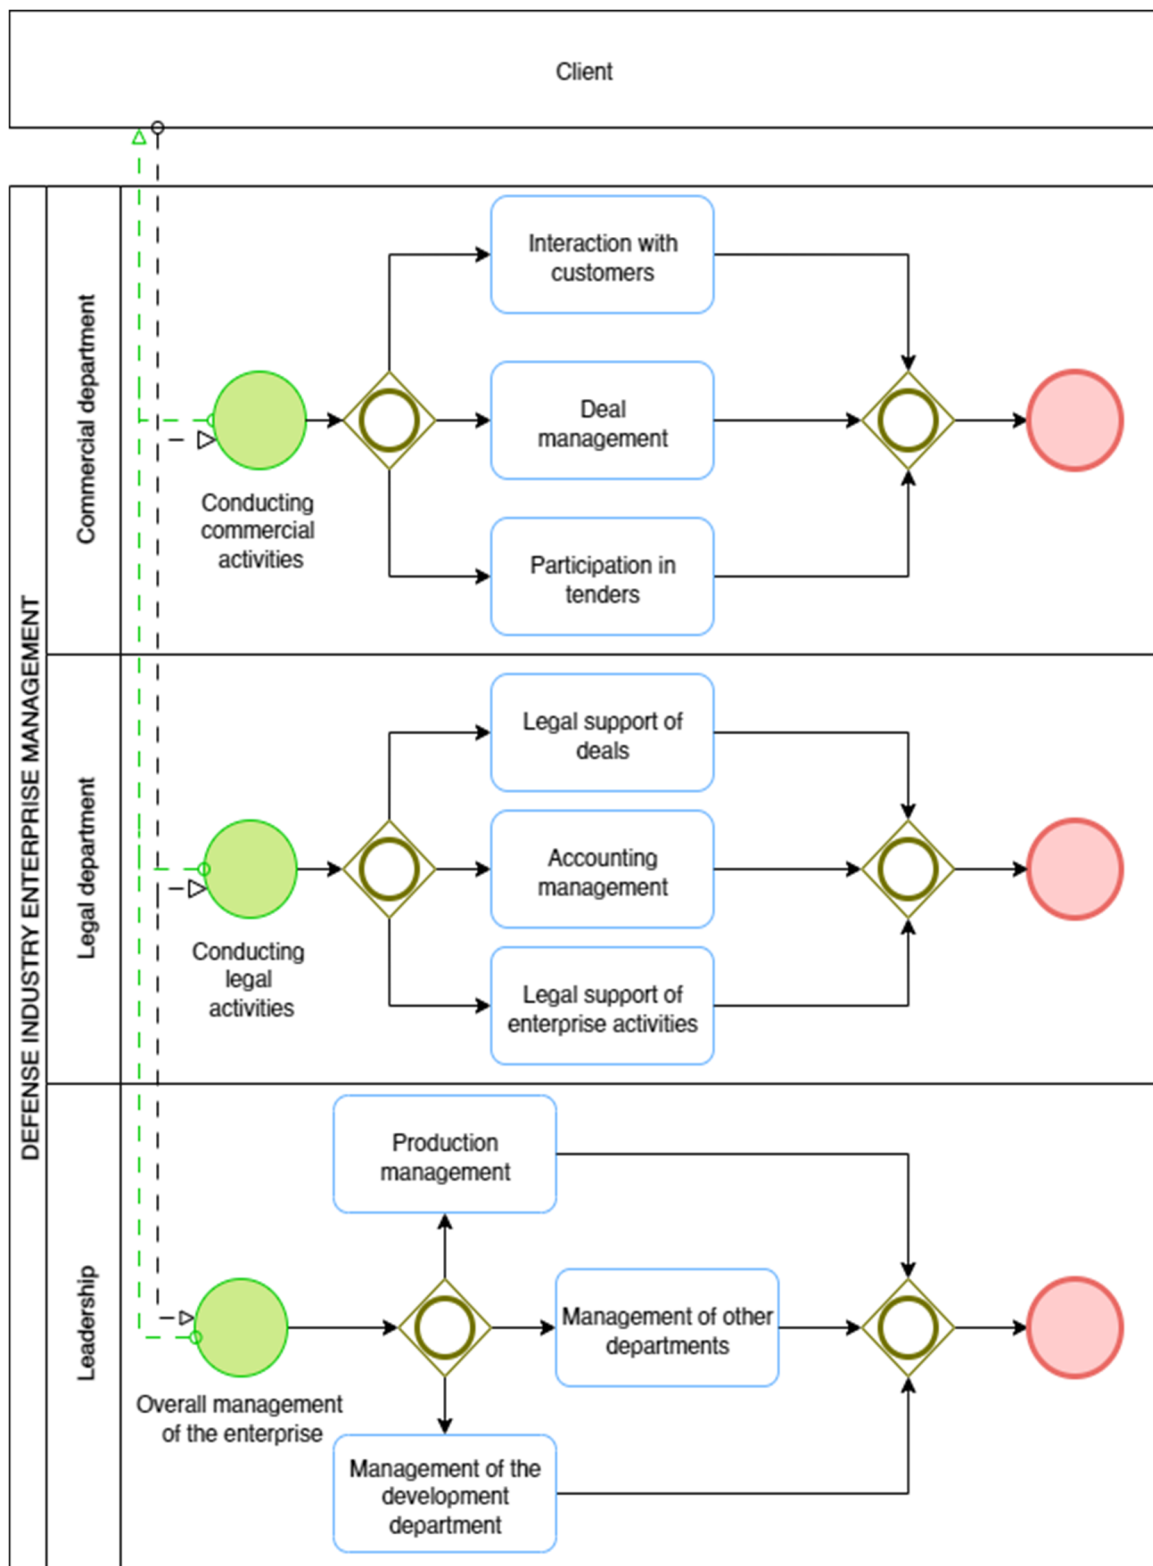 Client
DEFENSE INDUSTRY ENTERPRISE MANAGEMENT
Commercial department
Interaction with
customers
Deal
management
Participation in
tenders
Conducting
commercial
activities
Legal department
Legal support of
deals
Accounting
management
Legal support of
enterprise activities
Conducting
legal
activities
Leadership
Production
management
Management of other
departments
Management of the
development
department
Overall management
of the enterprise